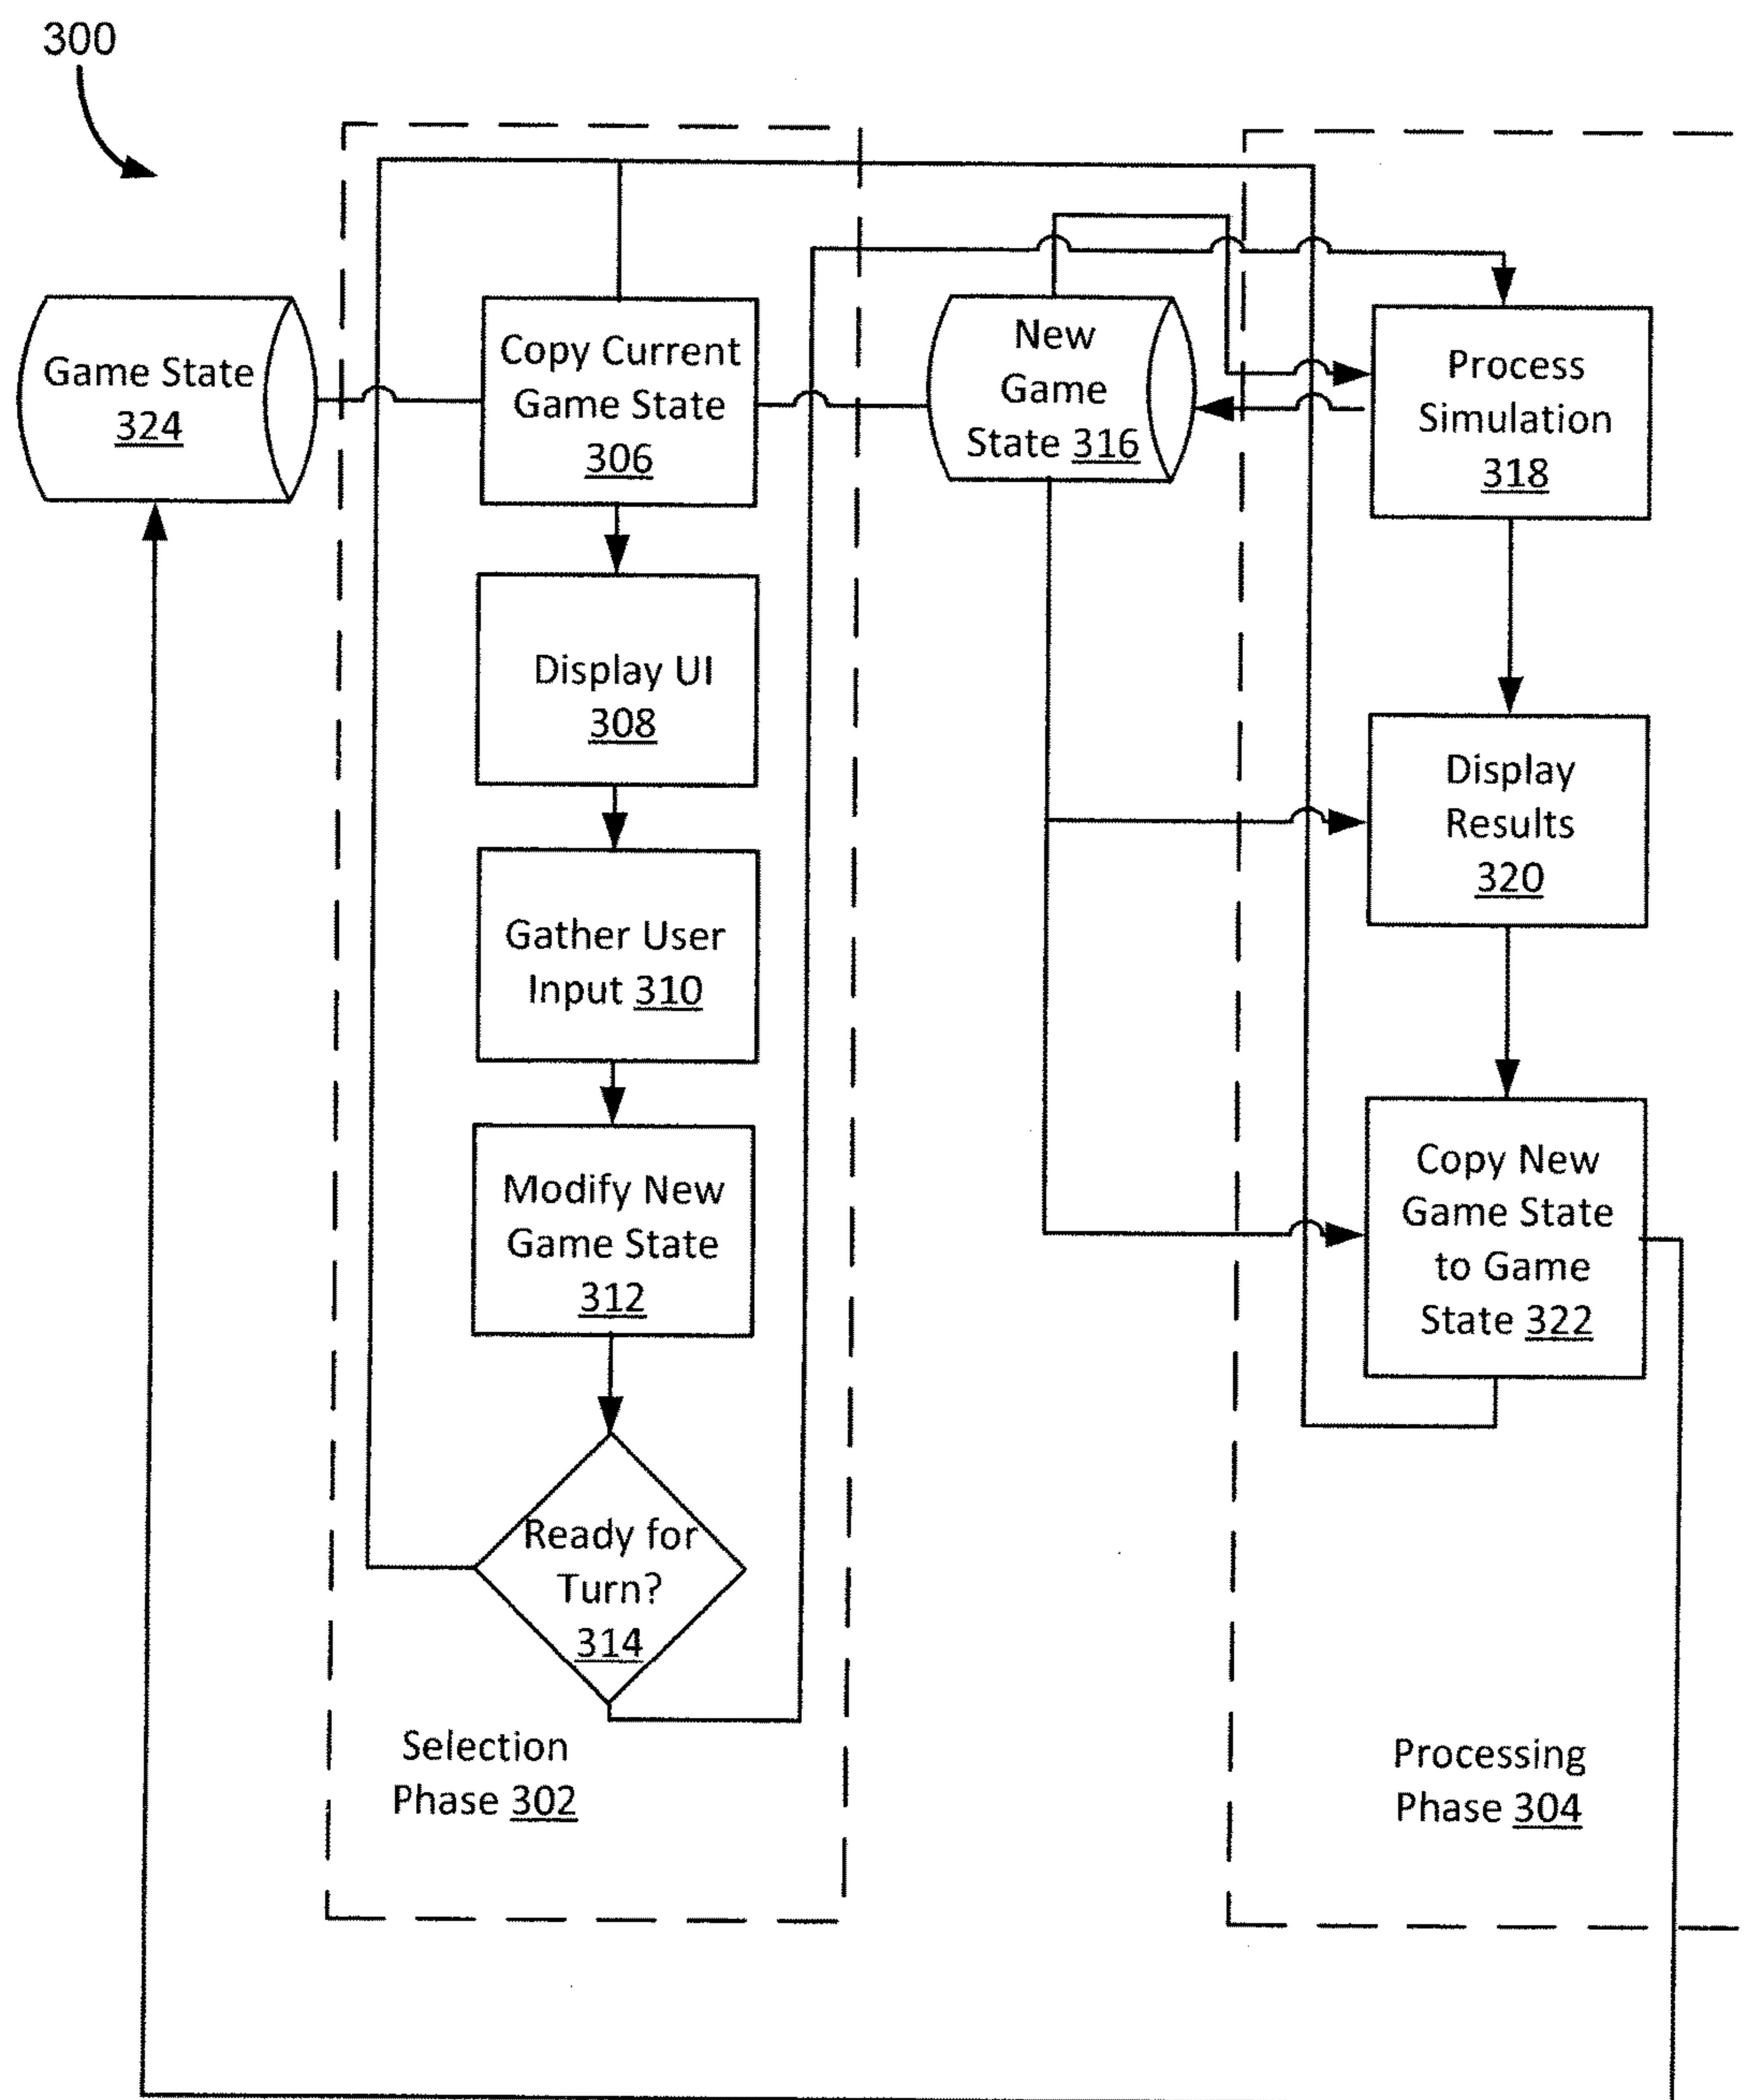 300
Game State
324
Copy Current
Game State
306
New
Game
State 316
Process
Simulation
318
Display UI
308
Display
Results
320
Gather User
Input 310
Modify New
Game State
312
Copy New
Game State
to Game
State 322
Ready for
Turn?
314
Selection
Phase 302
Processing
Phase 304